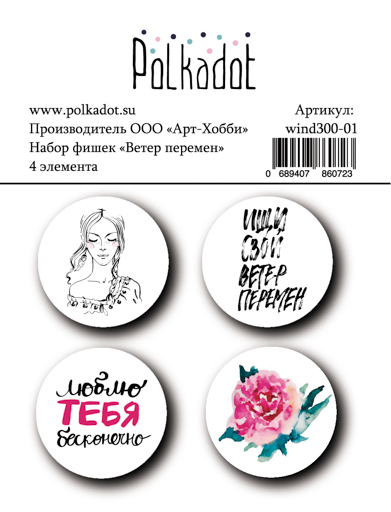 Polkadot
www.polkadot.su
Артикул:
Производитель ООО «Арт-Хобби»
wind300-01
Набор фишек «Ветер перемен»
4 элемента
0 689407 860723
ИЩИ
СВОЙ
ВЕТЕР
ПЕРЕМЕН
люблю
ТЕБЯ
бесконечно